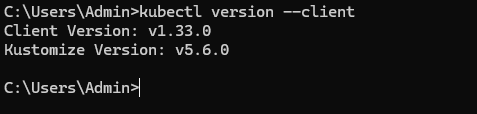 C:\Users\Admin>kubectl version --client
Client Version: v1.33.0
Kustomize Version: v5.6.0
C:\Users\Admin>